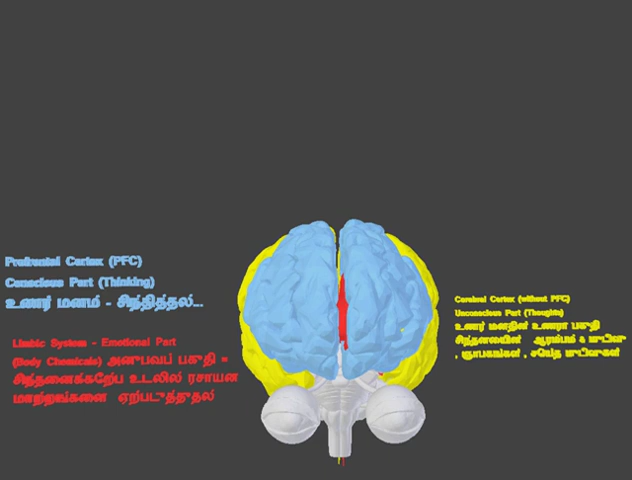 Prefrontal Cortex (PFC)
Conscious Part (Thinking)
உணர் மனம் - சிந்தித்தல்...
Limbic System - Emotional Part
(Body Chemicals) அனுபவப் பகுதி =
சிந்தனைக்கேற்ப உடலில் ரசாயன
மாற்றங்களை ஏற்படுத்துதல்
Cerebral Cortex (without PFC)
Unconscious Part (Thoughts)
உணர் மனதின் உணரா பகுதி
சிந்தனையின் ஆரம்பம் & முடிவு
, ஞாபகங்கள் , சவெ்த முடிவுகள்